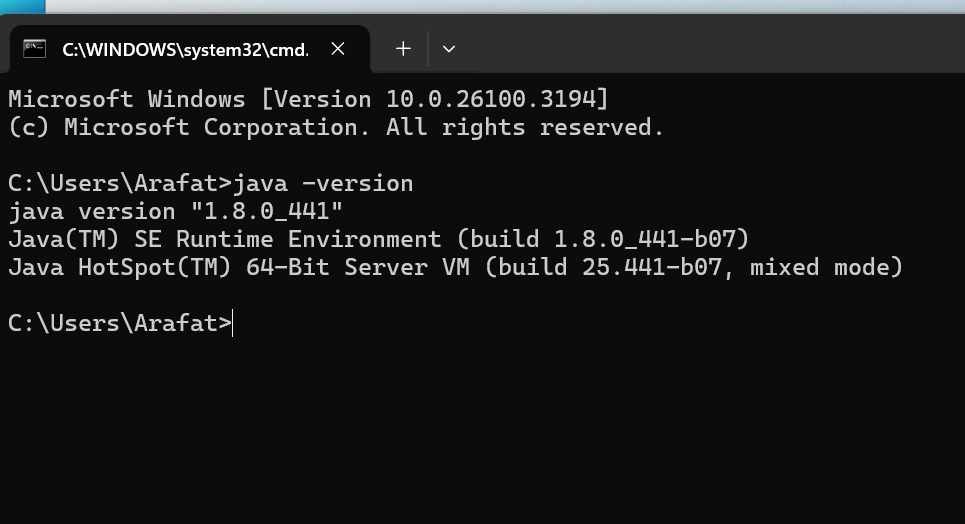 C:\WINDOWS\system32\cmd.
Microsoft Windows [Version 10.0.26100.3194]
(c) Microsoft Corporation. All rights reserved.
C:\Users\Arafat>java -version
java version "1.8.0_441"
Java(TM) SE Runtime Environment (build 1.8.0_441-b07)
Java HotSpot(TM) 64-Bit Server VM (build 25.441-b07, mixed mode)
C:\Users\Arafat>